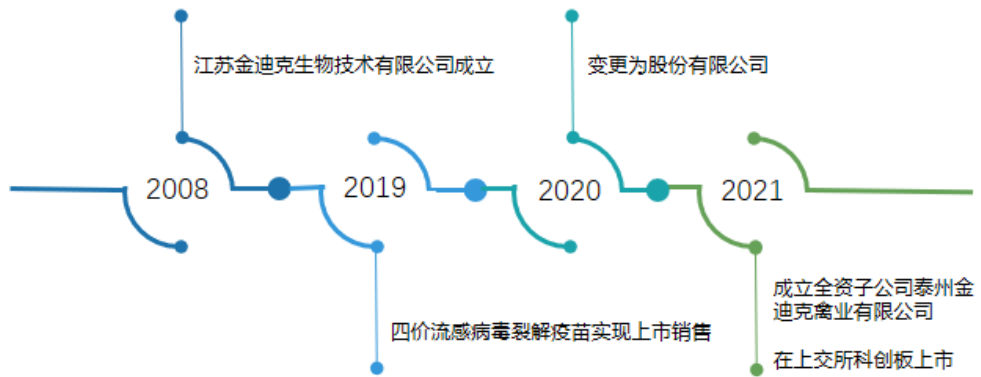 江苏金迪克生物技术有限公司成立
变更为股份有限公司
2008
2019
2020
2021
四价流感病毒裂解疫苗实现上市销售
成立全资子公司泰州金
迪克禽业有限公司
在上交所科创板上市